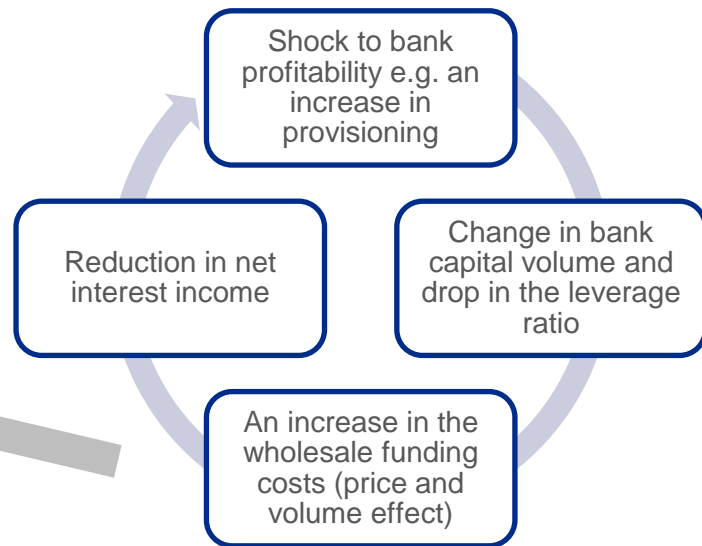 Shock to bank
profitability e.g. an
increase in
provisioning
Change in bank
capital volume and
drop in the leverage
ratio
An increase in the
wholesale funding
costs (price and
volume effect)
Reduction in net
interest income